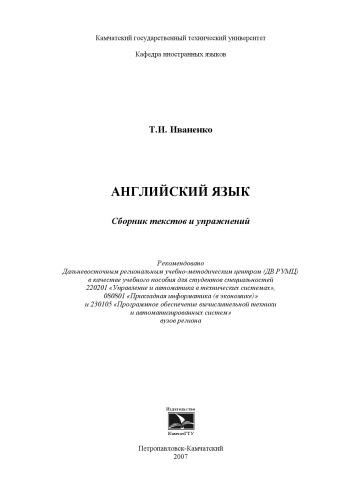 Камчатский государственный технический университет
Кафедра иностранных языков
Т.И. Иваненко
АНГЛИЙСКИЙ ЯЗЫК
Сборник текстов и упражнений
Рекомендовано
Дальневосточным региональным учебно-методическим центром (ДВ РУМЦ)
в качестве учебного пособия для студентов специальностей
220201 «Управление и автоматика в технических системах»,
080801 «Прикладная информатика (в экономике)»
и 230105 «Программное обеспечение вычислительной техники
и автоматизированных систем»
вузов региона
Издательство
КамчатГТУ
Петропавловск-Камчатский
2007